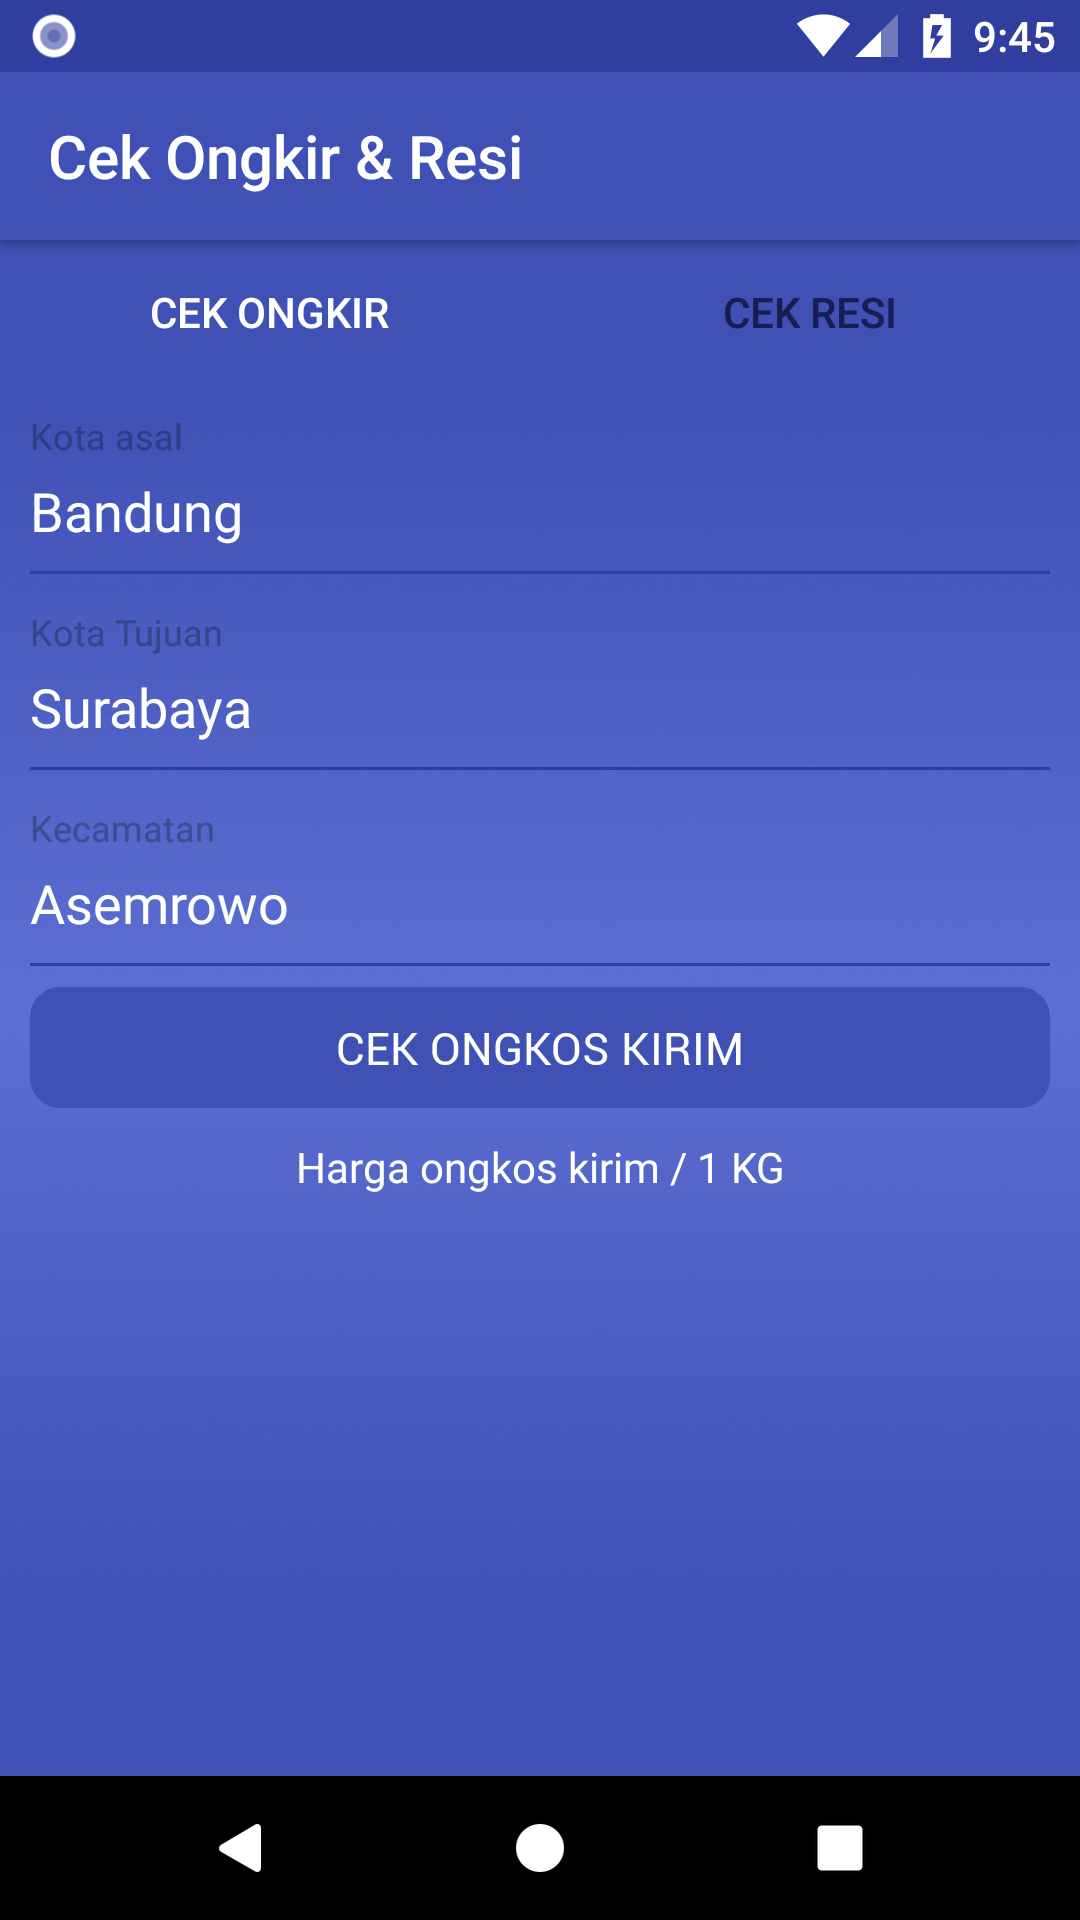 9:45
Cek Ongkir & Resi
CEK ONGKIR CEK RESI
Kota asal
Bandung
Kota Tujuan
Surabaya
Kecamatan
Asemrowo
CEK ONGKOS KIRIM
Harga ongkos kirim / 1 KG